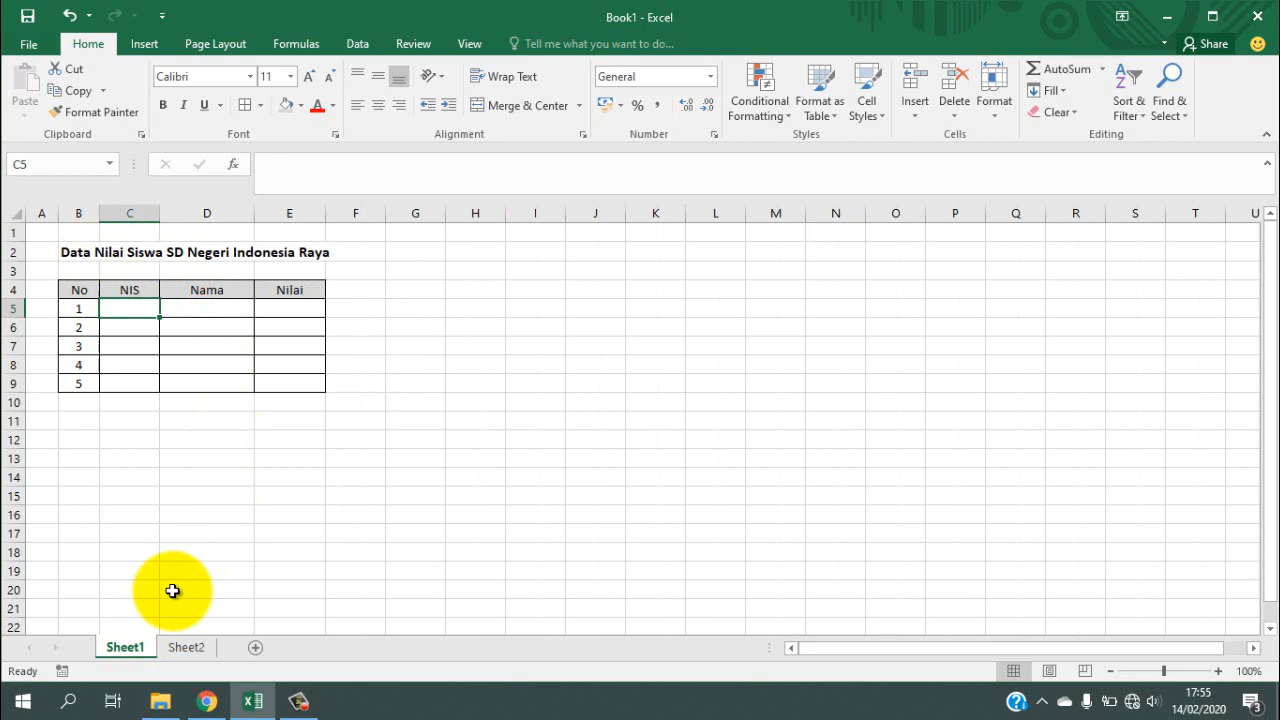 Book1 - Excel
File Home Insert Page Layout Formulas Data Review View Tell me what you want to do... Share
Paste Cut Copy Format Painter
Calibri 11
B I U
Wrap Text
Merge & Center
General
%
Conditional Formatting
Format as Table
Cell Styles
Insert Delete Format
AutoSum
Fill
Clear
Sort & Filter
Find & Select
Clipboard Font Alignment Number Styles Cells Editing
C5 fx
A B C D E F G H I J K L M N O P Q R S T U
1
2 Data Nilai Siswa SD Negeri Indonesia Raya
3
4 No NIS Nama Nilai
5 1
6 2
7 3
8 4
9 5
10
11
12
13
14
15
16
17
18
19
20
21
22
Sheet1 Sheet2
Ready 100%
17:55
14/02/2020
3